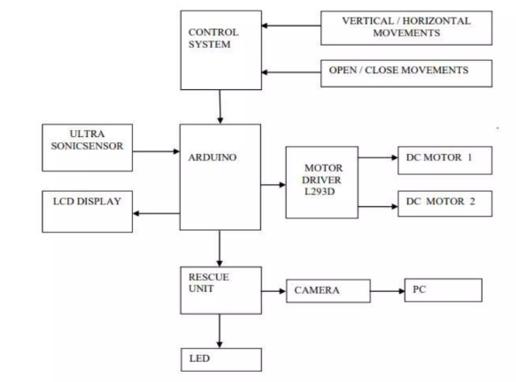 CONTROL
SYSTEM
VERTICAL / HORIZONTAL
MOVEMENTS
OPEN / CLOSE MOVEMENTS
ULTRA
SONICSENSOR
ARDUINO
MOTOR
DRIVER
L293D
DC MOTOR 1
LCD DISPLAY
DC MOTOR 2
RESCUE
UNIT
CAMERA
PC
LED